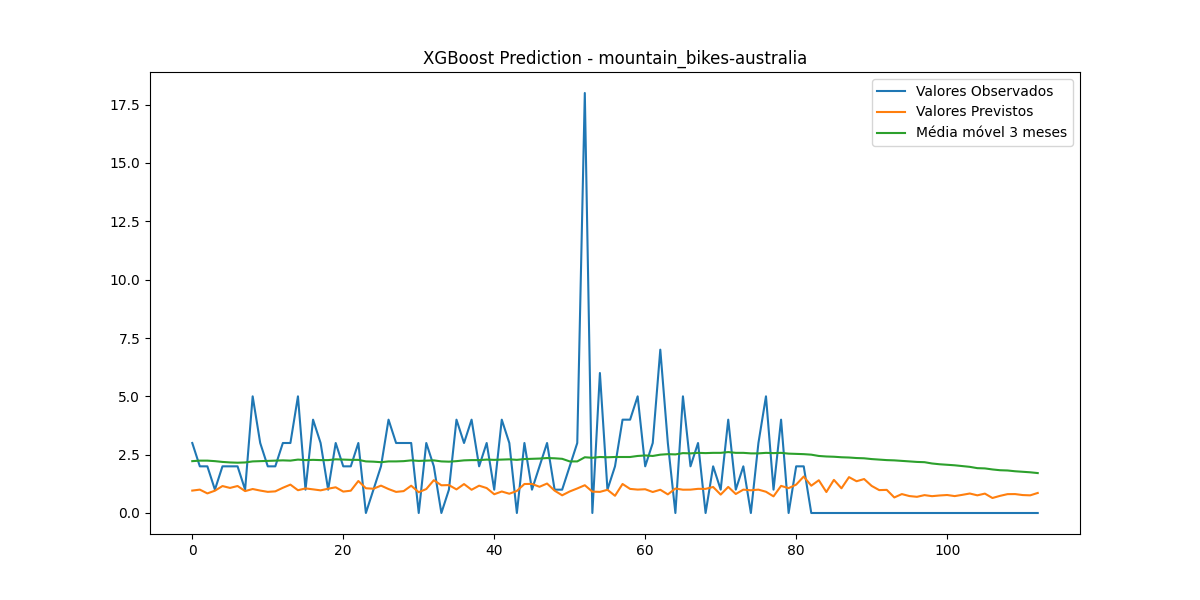 XGBoost Prediction - mountain_bikes-australia
Valores Observados
Valores Previstos
Média móvel 3 meses
17.5
15.0
12.5
10.0
7.5
5.0
2.5
0.0
0 20 40 60 80 100